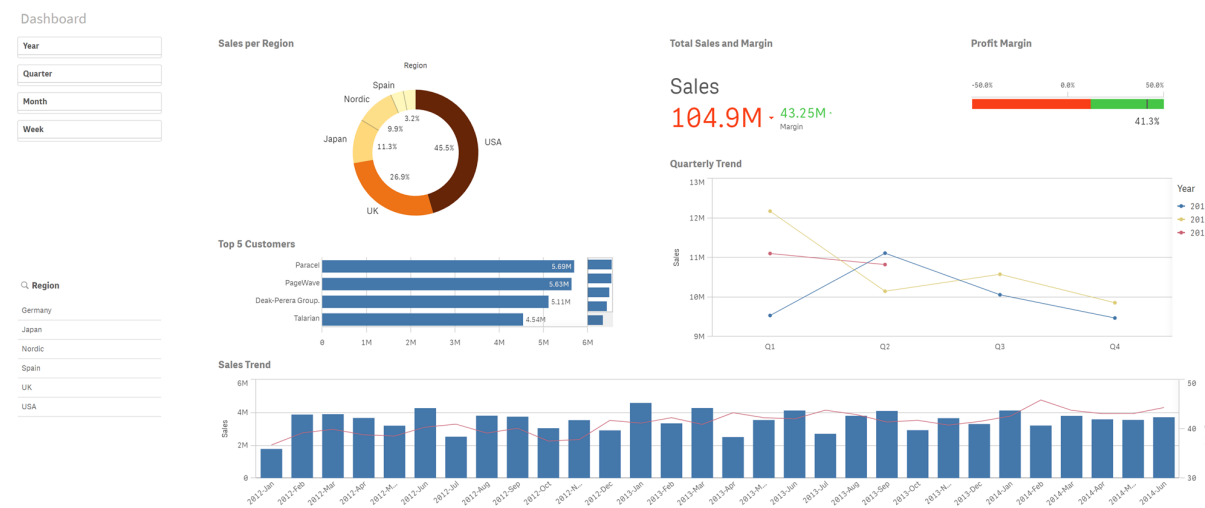 Dashboard
Year
Quarter
Month
Week
Region
Germany
Japan
Nordic
Spain
UK
USA
Sales per Region
Region
Spain
Nordic
Japan
UK
USA
3.2%
9.9%
11.3%
26.9%
45.5%
Total Sales and Margin
Sales
104.9M
43.25M
Margin
Profit Margin
-50.0% 0.0% 50.0%
41.3%
Top 5 Customers
Paracel 5.69M
PageWave 5.63M
Deak-Perera Group. 5.11M
Talarian 4.54M
0 1M 2M 3M 4M 5M 6M
Quarterly Trend
Sales
13M
12M
11M
10M
9M
Q1 Q2 Q3 Q4
Year
201
201
201
Sales Trend
Sales
6M
4M
2M
0
50
40
30
2012-Jan 2012-Feb 2012-Mar 2012-Apr 2012-M... 2012-Jun 2012-Jul 2012-Aug 2012-Sep 2012-Oct 2012-N... 2012-Dec 2013-Jan 2013-Feb 2013-Mar 2013-Apr 2013-M... 2013-Jun 2013-Jul 2013-Aug 2013-Sep 2013-Oct 2013-N... 2013-Dec 2014-Jan 2014-Feb 2014-Mar 2014-Apr 2014-M... 2014-Jun